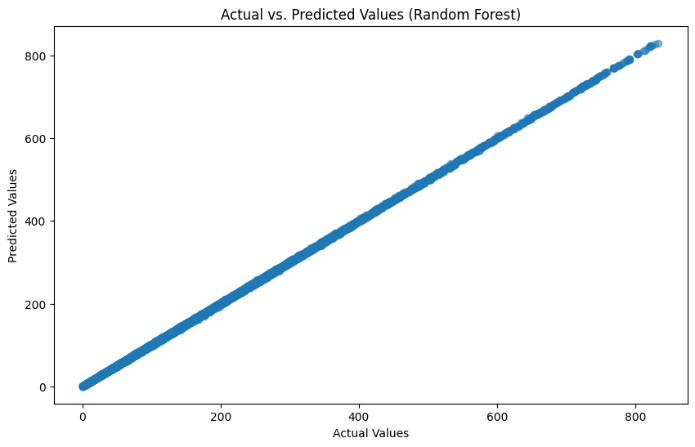 Actual vs. Predicted Values (Random Forest)
800
600
400
200
0
Predicted Values
0 200 400 600 800
Actual Values